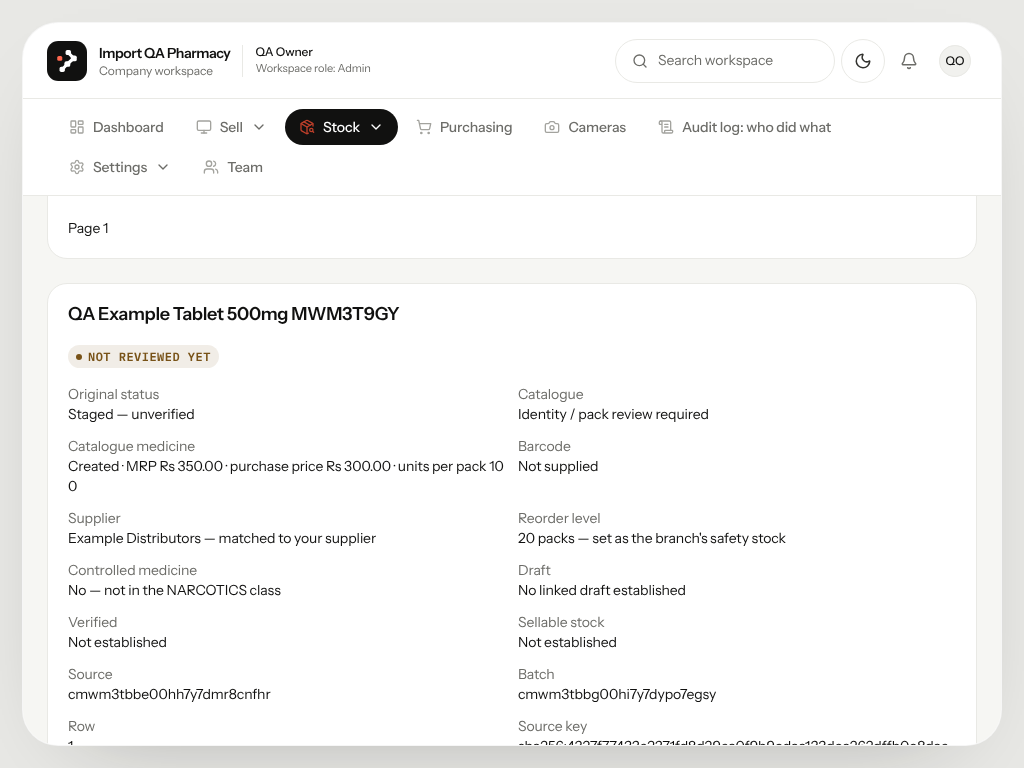 Import QA Pharmacy
Company workspace
QA Owner
Workspace role: Admin
Search workspace
QO
Dashboard
Sell
Stock
Purchasing
Cameras
Audit log: who did what
Settings
Team
Page 1
QA Example Tablet 500mg MWM3T9GY
NOT REVIEWED YET
Original status
Staged — unverified
Catalogue
Identity / pack review required
Catalogue medicine
Created · MRP Rs 350.00 · purchase price Rs 300.00 · units per pack 10
0
Barcode
Not supplied
Supplier
Example Distributors — matched to your supplier
Reorder level
20 packs — set as the branch's safety stock
Controlled medicine
No — not in the NARCOTICS class
Draft
No linked draft established
Verified
Not established
Sellable stock
Not established
Source
cmwm3tbbe00hh7y7dmr8cnfhr
Batch
cmwm3tbbg00hi7y7dypo7egsy
Row
Source key